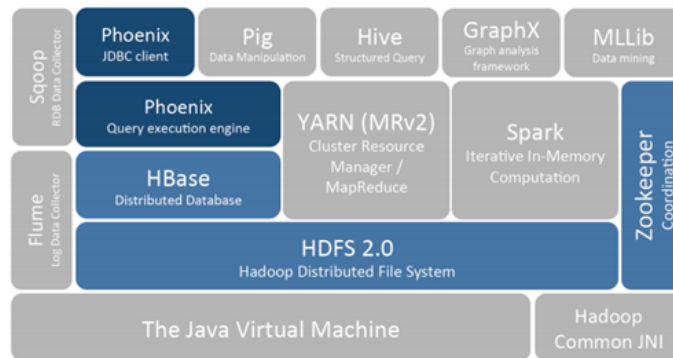 Sqoop
RDB Data Collector
Phoenix
JDBC client
Pig
Data Manipulation
Hive
Structured Query
GraphX
Graph analysis
framework
MLLib
Data mining
Phoenix
Query execution engine
YARN (MRv2)
Cluster Resource
Manager /
MapReduce
Spark
Iterative In-Memory
Computation
Zookeeper
Coordination
Flume
Log Data Collector
HBase
Distributed Database
HDFS 2.0
Hadoop Distributed File System
The Java Virtual Machine
Hadoop
Common JNI